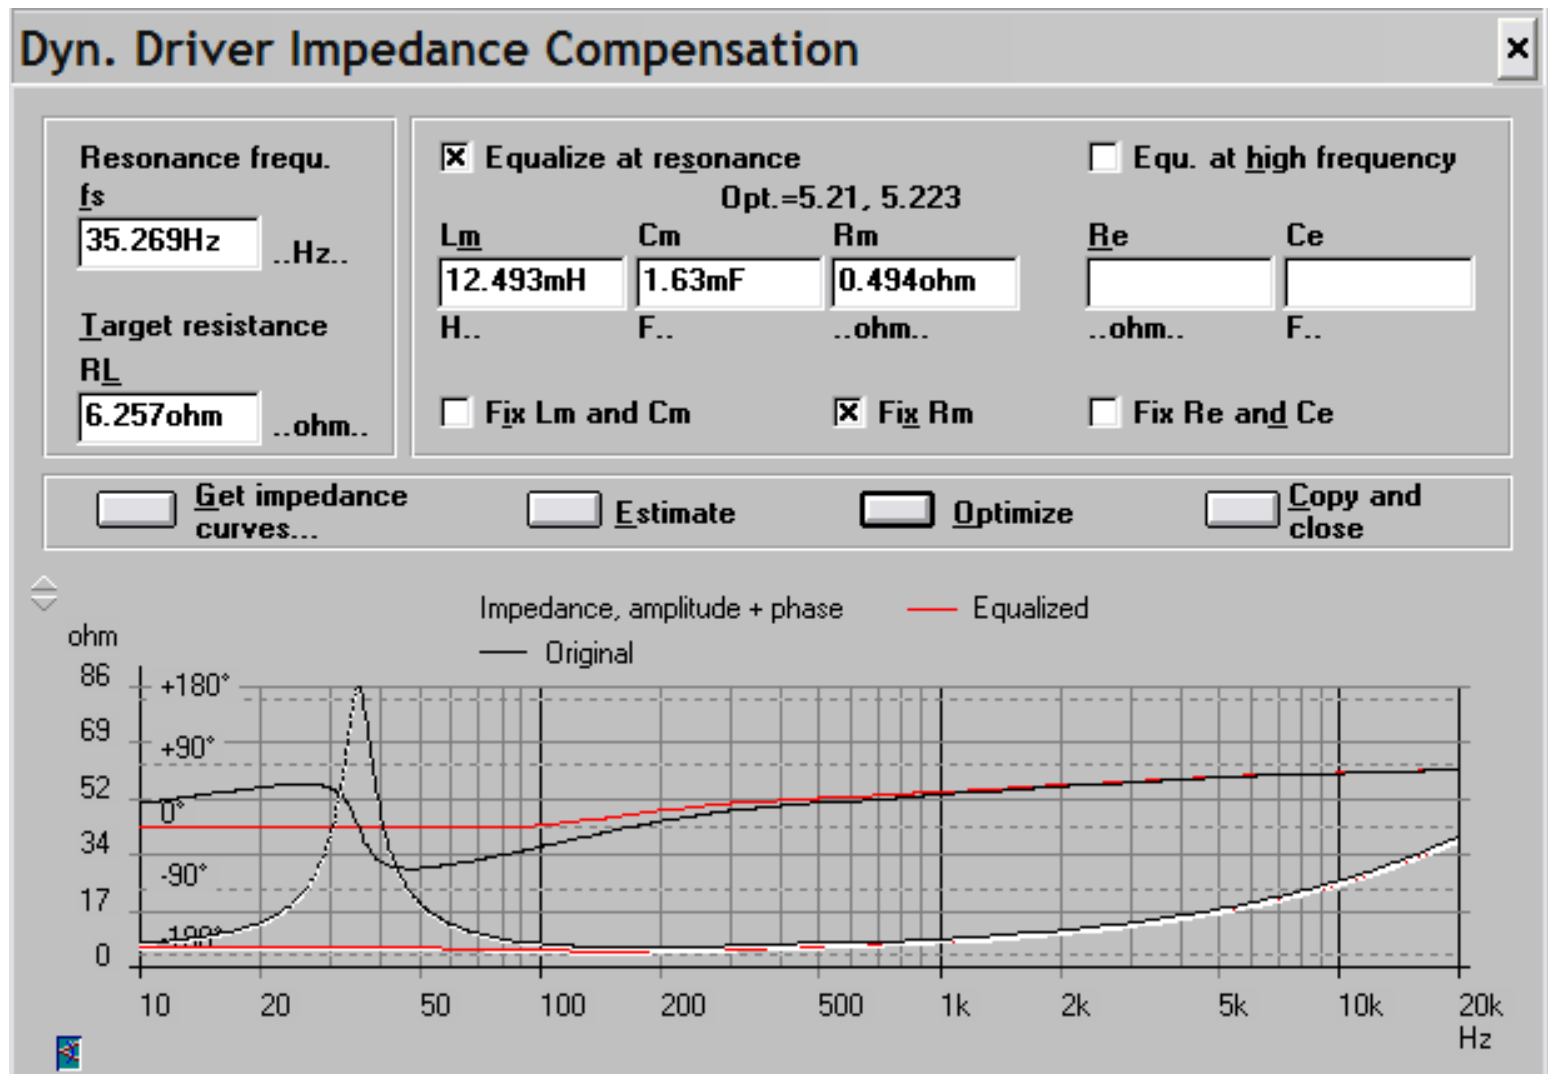 Dyn. Driver Impedance Compensation
Resonance frequ.
fs
35.269Hz ..Hz..
Target resistance
RL
6.257ohm ..ohm..
Equalize at resonance
Equ. at high frequency
Opt.=5.21, 5.223
Lm Cm Rm Re Ce
12.493mH 1.63mF 0.494ohm
H.. F.. ..ohm.. ..ohm.. F..
Fix Lm and Cm Fix Rm Fix Re and Ce
Get impedance
curves...
Estimate
Optimize
Copy and
close
Impedance, amplitude + phase Equalized
Original
ohm
86 +180°
69 +90°
52 0°
34
-90°
17
-180°
0
10 20 50 100 200 500 1k 2k 5k 10k 20k
Hz